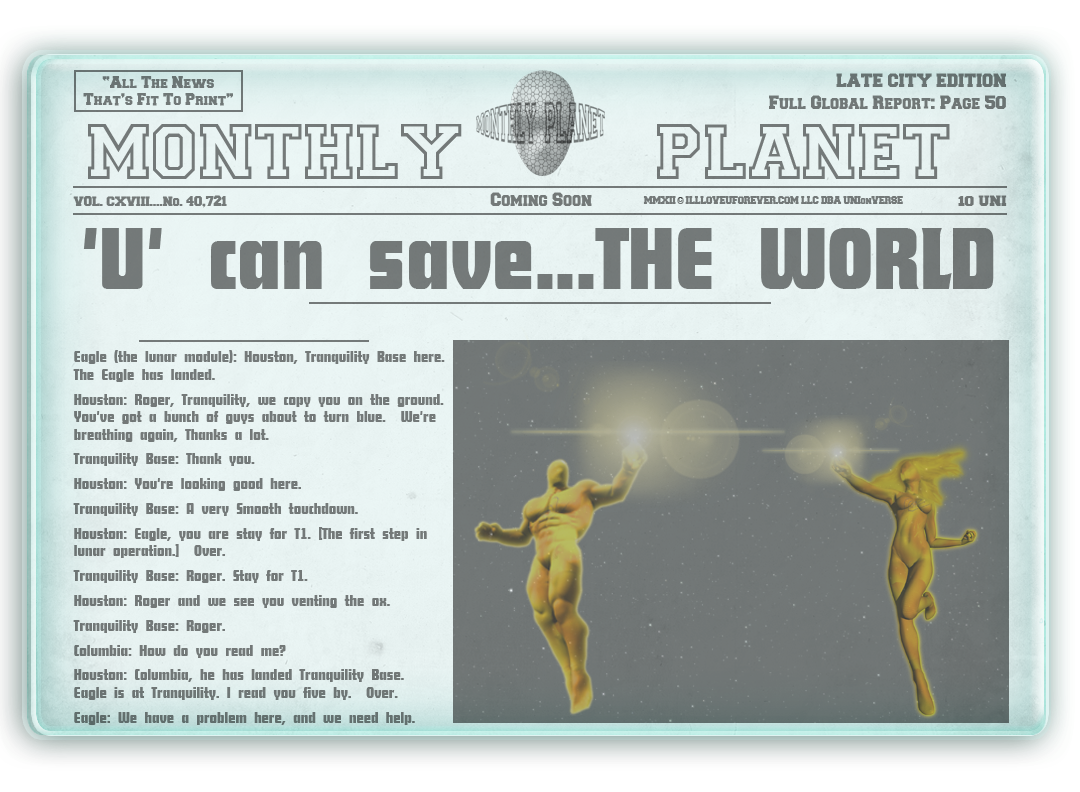 "ALL THE NEWS
THAT'S FIT TO PRINT"
LATE CITY EDITION
FULL GLOBAL REPORT: PAGE 50
MONTHLY PLANET
MONTHLY PLANET
VOL. CXVIII....No. 40,721 COMING SOON MMXII © ILLLOVEUFOREVER.COM LLC DBA UNIonVERSE 10 UNI
'U' can save...THE WORLD
Eagle (the lunar module): Houston, Tranquility Base here.
The Eagle has landed.
Houston: Roger, Tranquility, we copy you on the ground.
You've got a bunch of guys about to turn blue. We're
breathing again, Thanks a lot.
Tranquility Base: Thank you.
Houston: You're looking good here.
Tranquility Base: A very Smooth touchdown.
Houston: Eagle, you are stay for T1. [The first step in
lunar operation.] Over.
Tranquility Base: Roger. Stay for T1.
Houston: Roger and we see you venting the ox.
Tranquility Base: Roger.
Columbia: How do you read me?
Houston: Columbia, he has landed Tranquility Base.
Eagle is at Tranquility. I read you five by. Over.
Eagle: We have a problem here, and we need help.